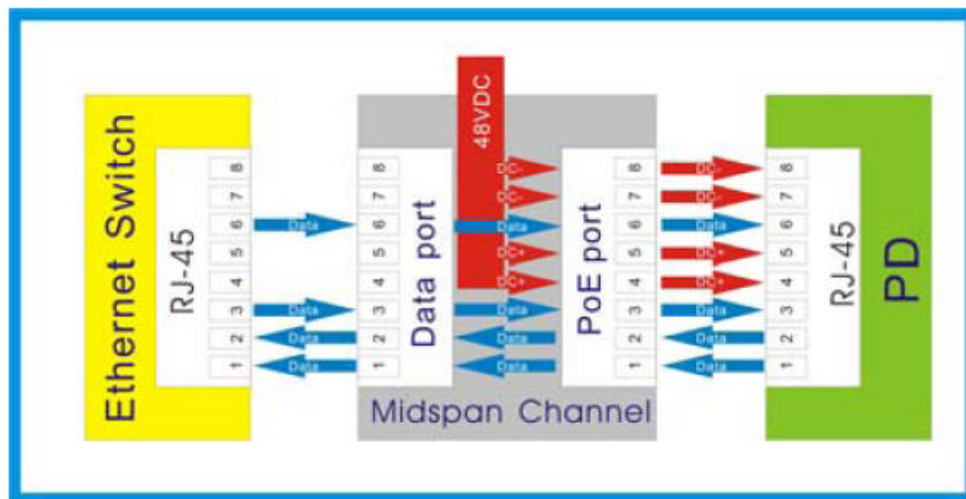 Ethernet Switch
RJ-45
8
7
6
5
4
3
2
1
Data
Data
Data
Data
8
7
6
5
4
3
2
1
Data port
48VDC
DC-
DC-
Data
DC+
DC+
Data
Data
Data
PoE port
8
7
6
5
4
3
2
1
Midspan Channel
DC-
DC-
Data
DC+
DC+
Data
Data
Data
8
7
6
5
4
3
2
1
RJ-45
PD